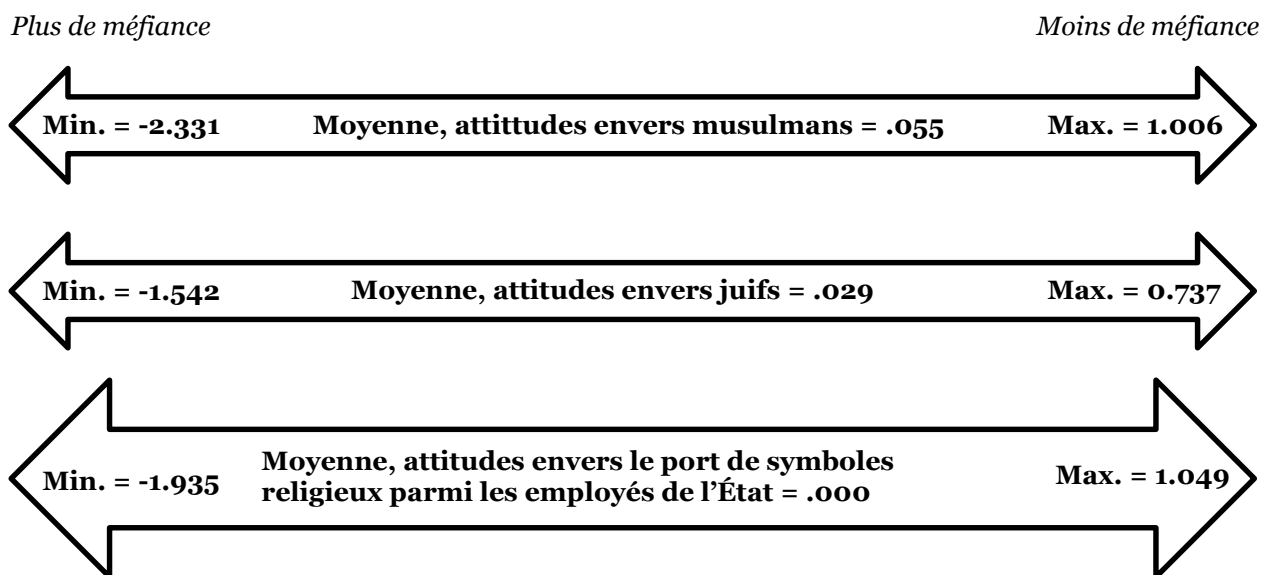 Plus de méfiance
Moins de méfiance
Min. = -2.331 Moyenne, attittudes envers musulmans = .055 Max. = 1.006
Min. = -1.542 Moyenne, attitudes envers juifs = .029 Max. = 0.737
Min. = -1.935
Moyenne, attitudes envers le port de symboles
religieux parmi les employés de l’État = .000
Max. = 1.049